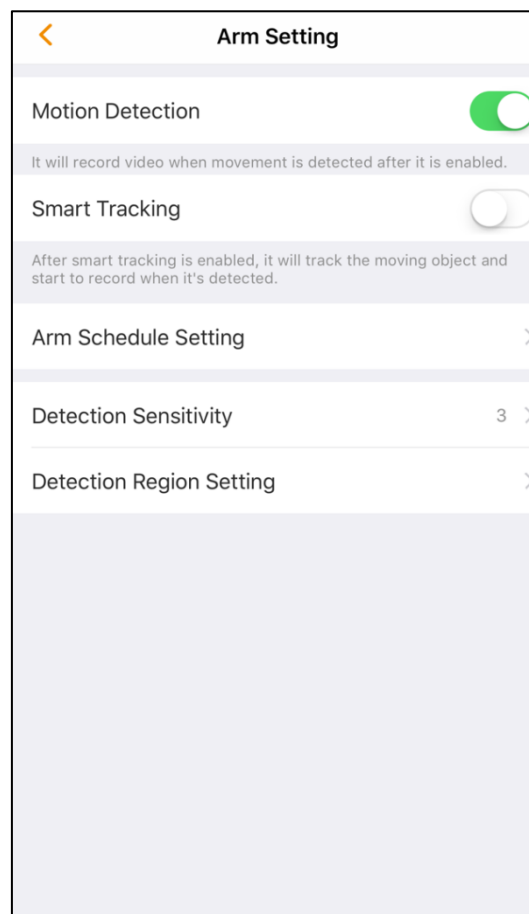 Arm Setting
Motion Detection
It will record video when movement is detected after it is enabled.
Smart Tracking
After smart tracking is enabled, it will track the moving object and
start to record when it's detected.
Arm Schedule Setting
Detection Sensitivity 3
Detection Region Setting